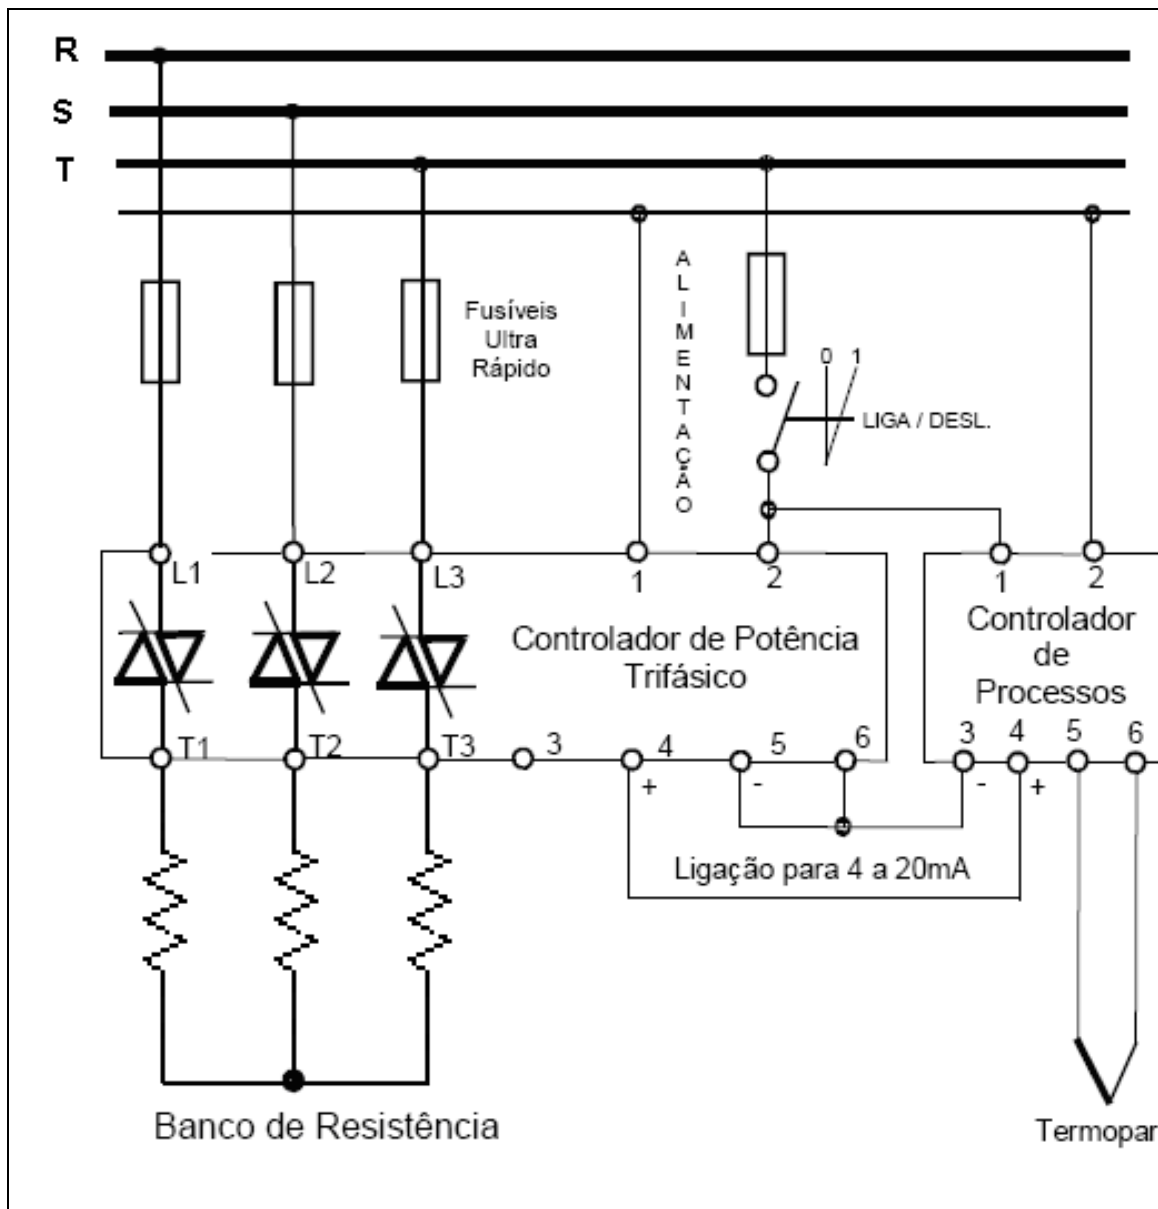 R
S
T
Fusíveis
Ultra
Rápido
ALIMENTAÇÃO
0 1
LIGA / DESL.
L1
L2
L3
1
2
1
2
Controlador de Potência
Trifásico
Controlador
de
Processos
T1
T2
T3
3
4
5
6
3
4
5
6
+
-
-
+
Ligação para 4 a 20mA
Banco de Resistência
Termopar